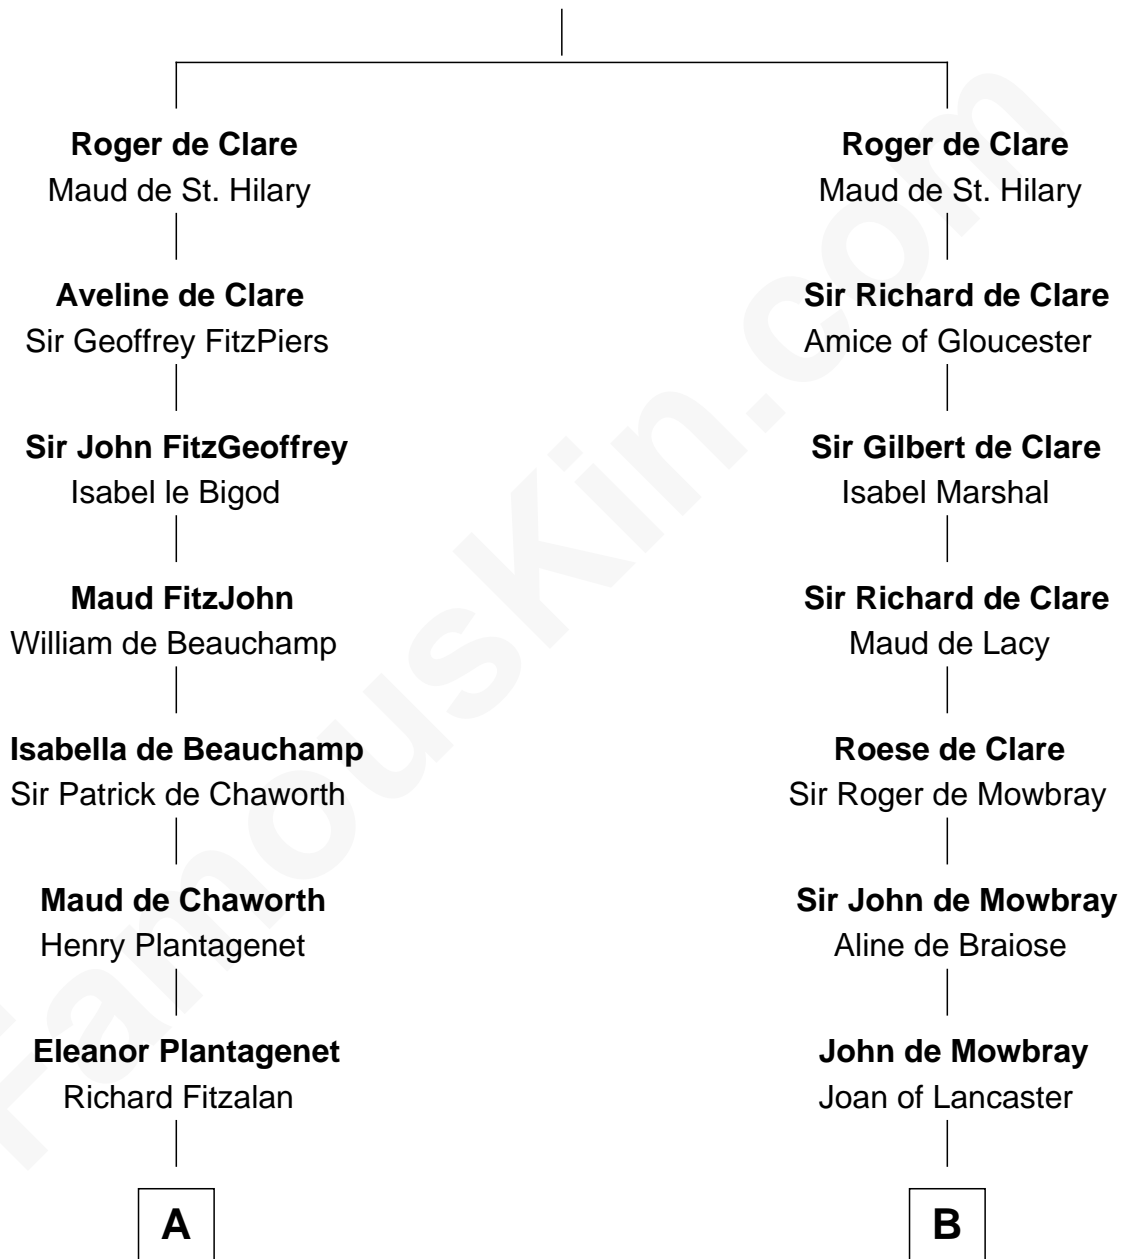 Roger de Clare
Maud de St. Hilary
Aveline de Clare
Sir Geoffrey FitzPiers
Sir John FitzGeoffrey
Isabel le Bigod
Maud FitzJohn
William de Beauchamp
Isabella de Beauchamp
Sir Patrick de Chaworth
Maud de Chaworth
Henry Plantagenet
Eleanor Plantagenet
Richard Fitzalan
A
Roger de Clare
Maud de St. Hilary
Sir Richard de Clare
Amice of Gloucester
Sir Gilbert de Clare
Isabel Marshal
Sir Richard de Clare
Maud de Lacy
Roese de Clare
Sir Roger de Mowbray
Sir John de Mowbray
Aline de Braiose
John de Mowbray
Joan of Lancaster
B
FamousKin.com